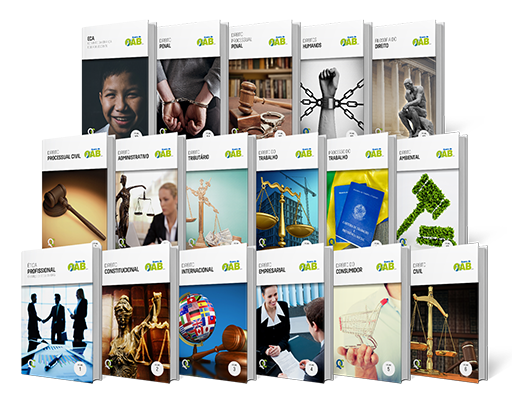 ECA
OAB
DIREITO
PENAL
OAB
DIREITO
PROCESSUAL
PENAL
OAB
DIREITOS
HUMANOS
OAB
FILOSOFIA DO
DIREITO
OAB
DIREITO
PROCESSUAL CIVIL
OAB
DIREITO
ADMINISTRATIVO
OAB
DIREITO
TRIBUTÁRIO
OAB
DIREITO DO
TRABALHO
OAB
PROCESSO DO
TRABALHO
OAB
DIREITO
AMBIENTAL
OAB
ÉTICA
PROFISSIONAL
OAB
1
DIREITO
CONSTITUCIONAL
OAB
2
DIREITO
INTERNACIONAL
OAB
3
DIREITO
EMPRESARIAL
OAB
4
DIREITO DO
CONSUMIDOR
OAB
5
DIREITO
CIVIL
OAB
6